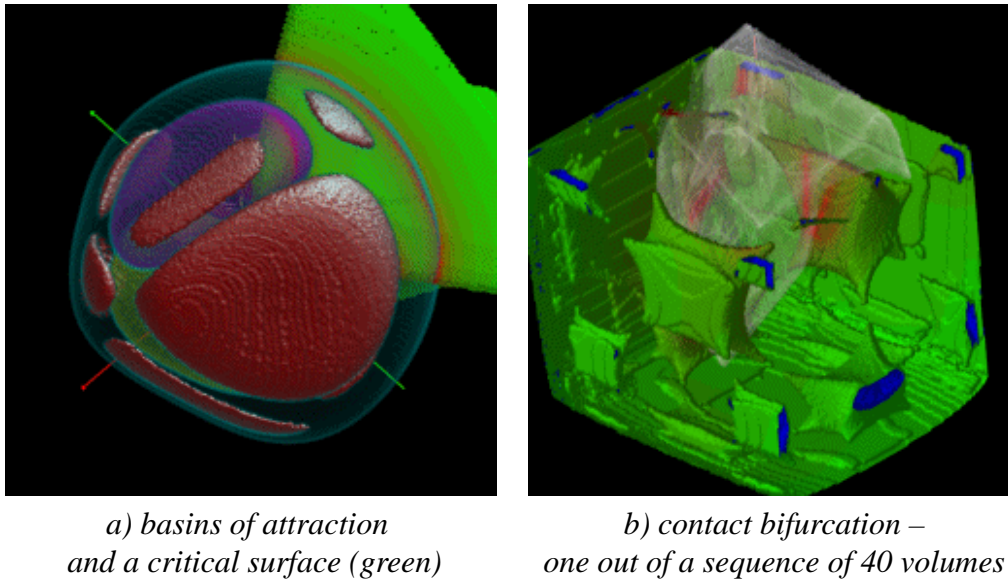 a) basins of attraction
and a critical surface (green)
b) contact bifurcation –
one out of a sequence of 40 volumes